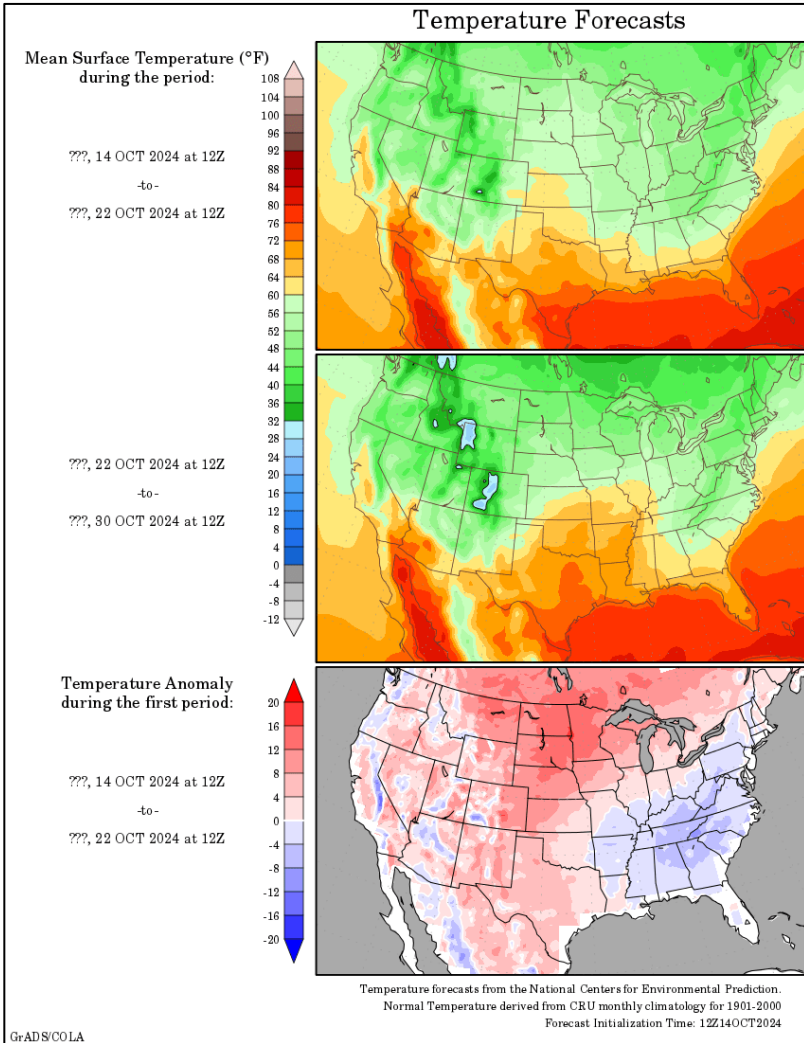 Temperature Forecasts
Mean Surface Temperature (°F)
during the period:
108
104
100
96
92
88
84
80
76
72
68
64
60
56
52
48
44
40
36
32
28
24
20
16
12
8
4
0
-4
-8
-12
???, 14 OCT 2024 at 12Z
-to-
???, 22 OCT 2024 at 12Z
???, 22 OCT 2024 at 12Z
-to-
???, 30 OCT 2024 at 12Z
Temperature Anomaly
during the first period:
20
16
12
8
4
0
-4
-8
-12
-16
-20
???, 14 OCT 2024 at 12Z
-to-
???, 22 OCT 2024 at 12Z
Temperature forecasts from the National Centers for Environmental Prediction.
Normal Temperature derived from CRU monthly climatology for 1901-2000
Forecast Initialization Time: 12Z14OCT2024
GrADS/COLA